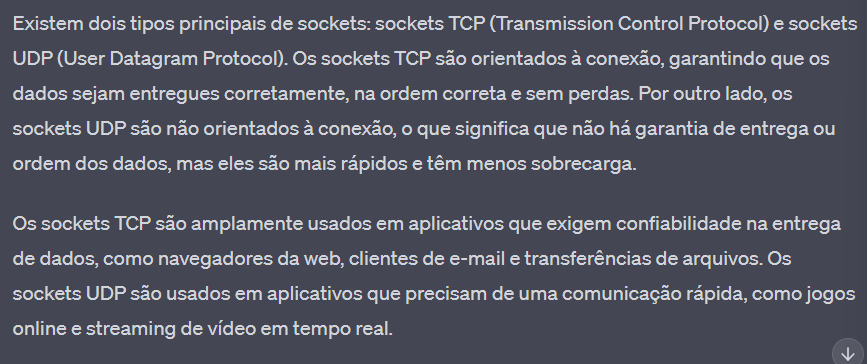 Existem dois tipos principais de sockets: sockets TCP (Transmission Control Protocol) e sockets
UDP (User Datagram Protocol). Os sockets TCP são orientados à conexão, garantindo que os
dados sejam entregues corretamente, na ordem correta e sem perdas. Por outro lado, os
sockets UDP são não orientados à conexão, o que significa que não há garantia de entrega ou
ordem dos dados, mas eles são mais rápidos e têm menos sobrecarga.
Os sockets TCP são amplamente usados em aplicativos que exigem confiabilidade na entrega
de dados, como navegadores da web, clientes de e-mail e transferências de arquivos. Os
sockets UDP são usados em aplicativos que precisam de uma comunicação rápida, como jogos
online e streaming de vídeo em tempo real.